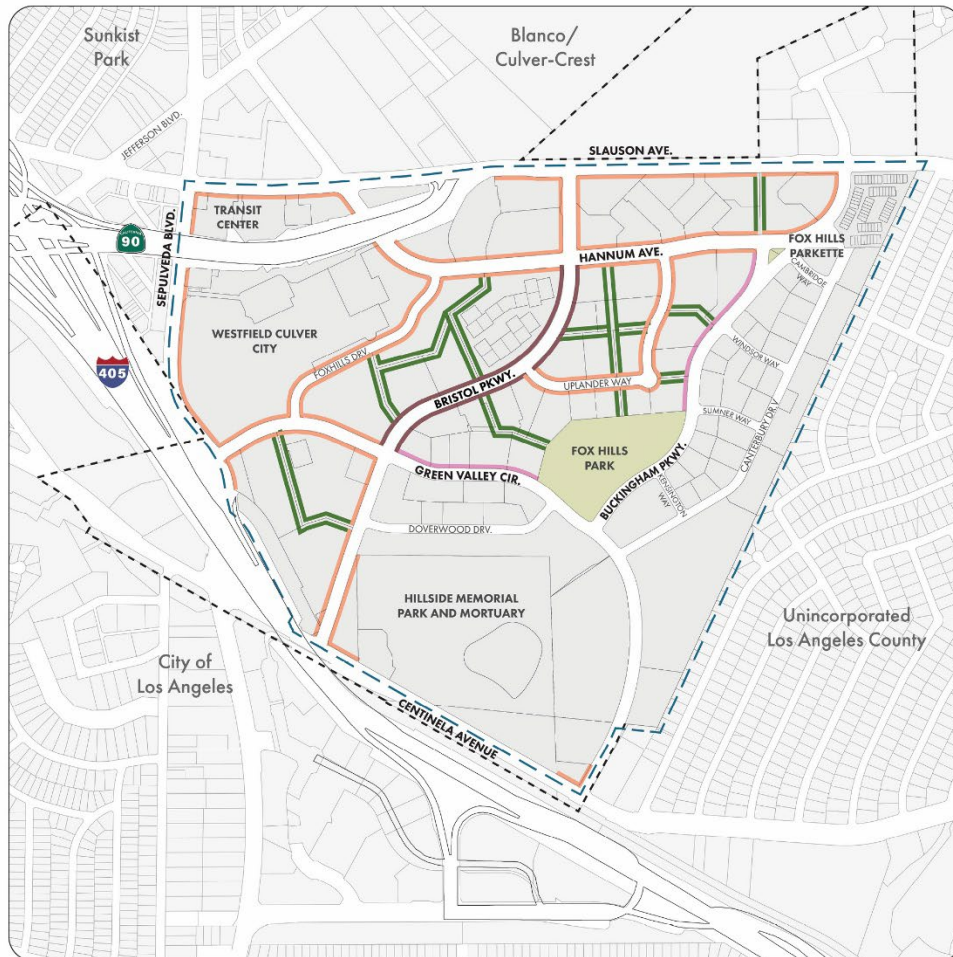 Sunkist
Park
Blanco/
Culver-Crest
JEFFERSON BLVD.
SLAUSON AVE.
SEPULVEDA BLVD.
TRANSIT
CENTER
CALIFORNIA
90
HANNUM AVE.
FOX HILLS
PARKETTE
CAMBRIDGE
WAY
WESTFIELD CULVER
CITY
FOXHILLS DRV.
WINDSOR WAY
INTERSTATE
405
BRISTOL PKWY.
UPLANDER WAY
SUMNER WAY
CANTERBURY DR.V
FOX HILLS
PARK
BUCKINGHAM PKWY.
KENSINGTON
WAY
GREEN VALLEY CIR.
DOVERWOOD DRV.
HILLSIDE MEMORIAL
PARK AND MORTUARY
Unincorporated
Los Angeles County
City of
Los Angeles
CENTINELA AVENUE